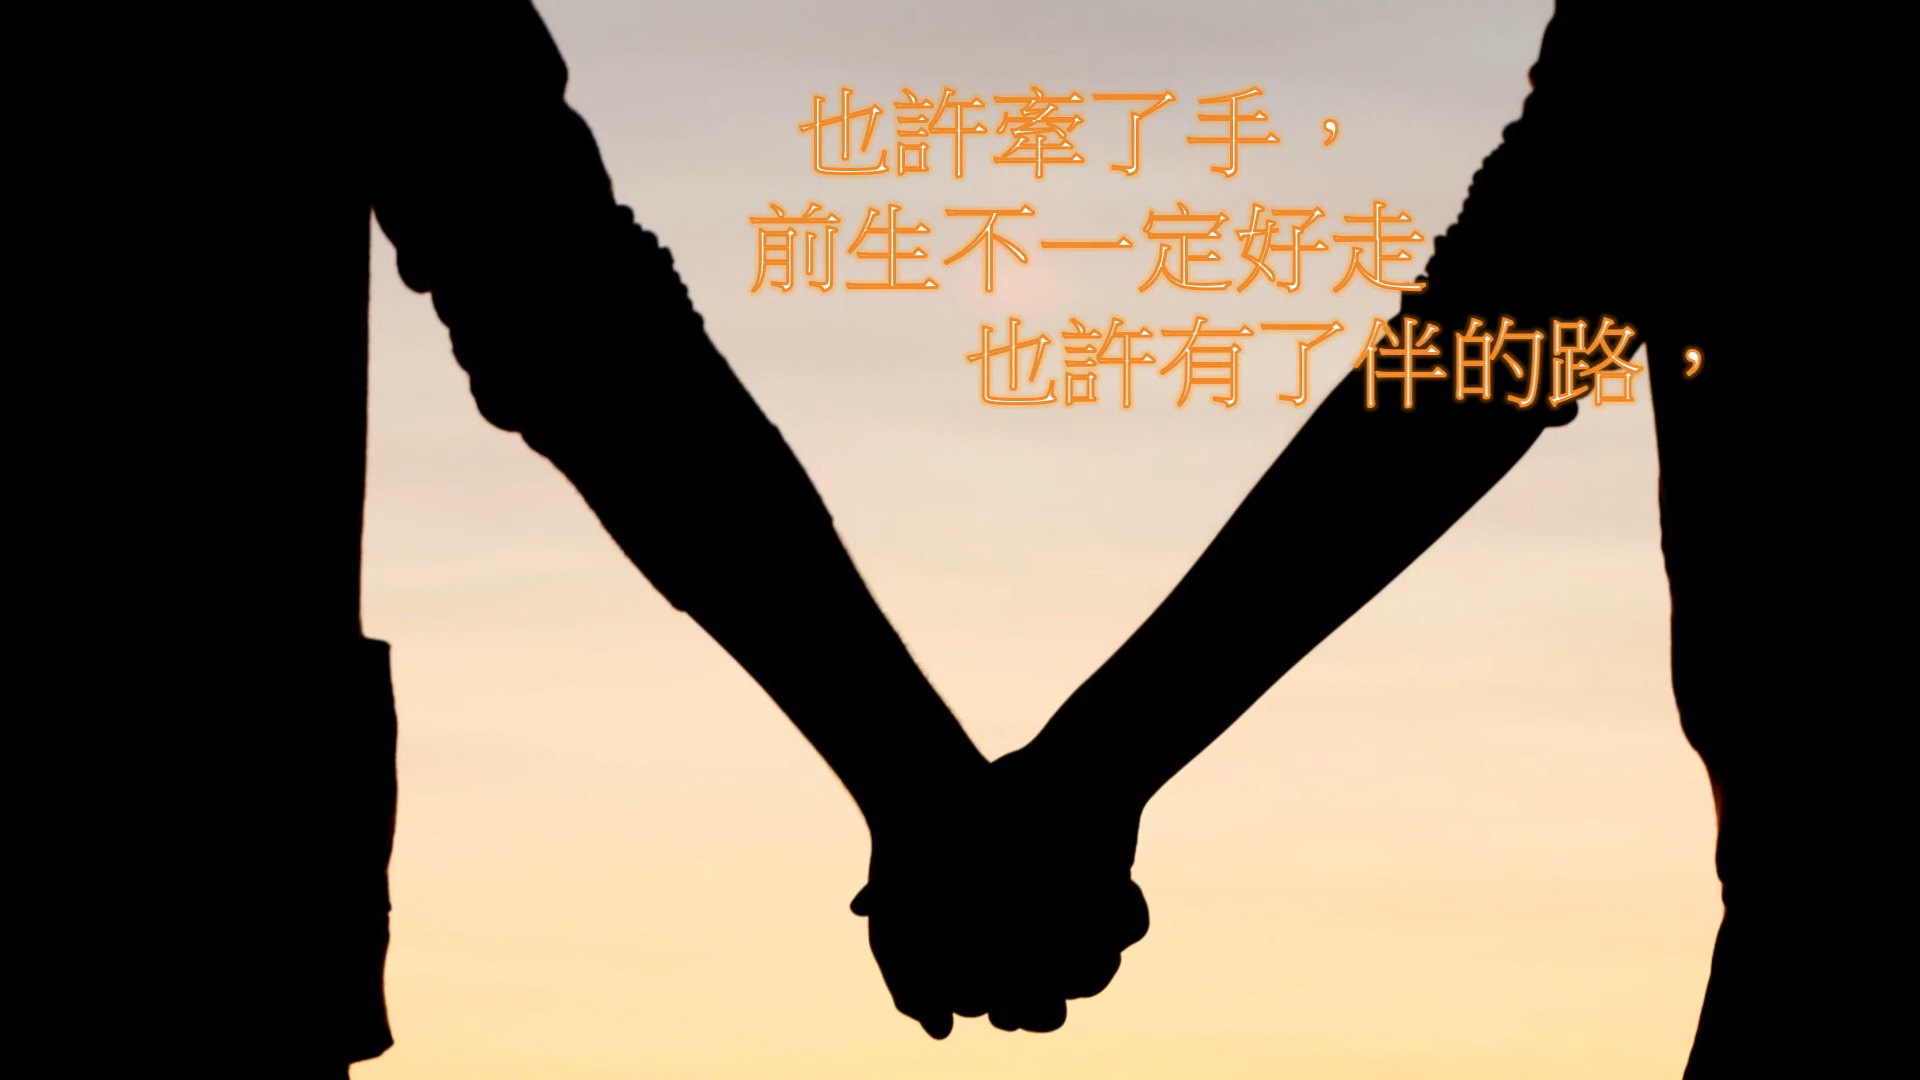 也許牽了手，
前生不一定好走
也許有了伴的路，